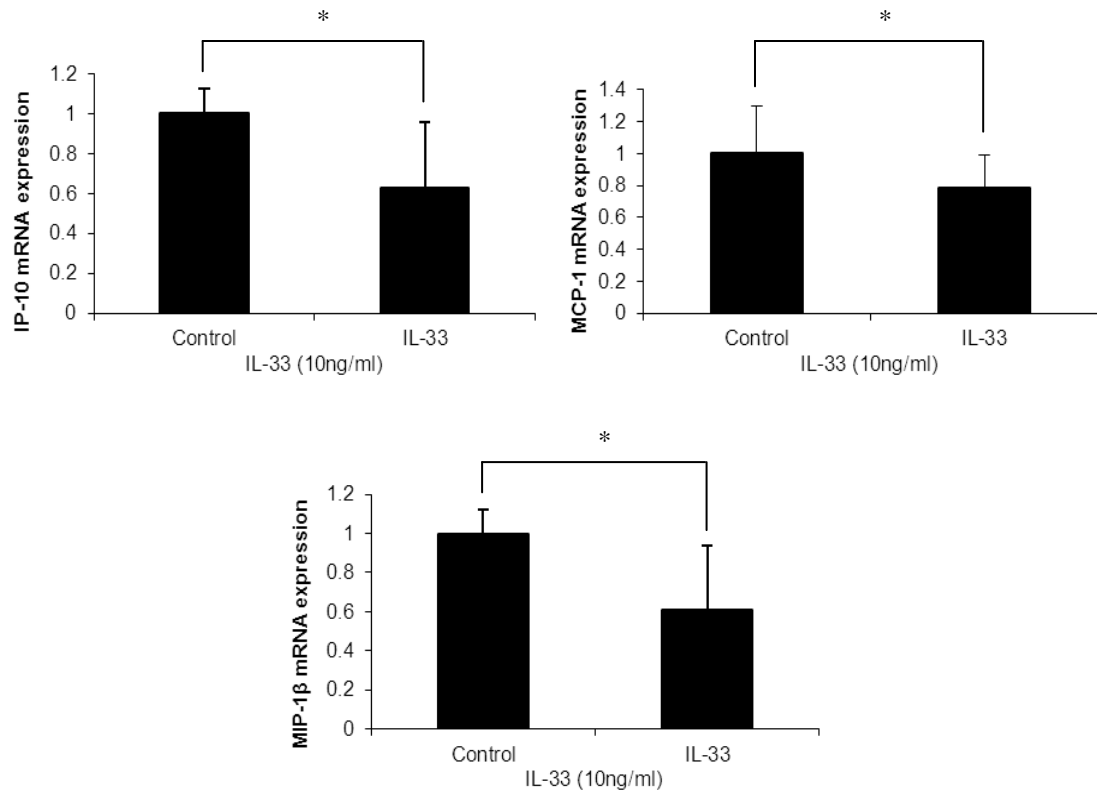 *
IP-10 mRNA expression
1.2
1
0.8
0.6
0.4
0.2
0
Control IL-33
IL-33 (10ng/ml)
*
MCP-1 mRNA expression
1.4
1.2
1
0.8
0.6
0.4
0.2
0
Control IL-33
IL-33 (10ng/ml)
*
MIP-1β mRNA expression
1.2
1
0.8
0.6
0.4
0.2
0
Control IL-33
IL-33 (10ng/ml)